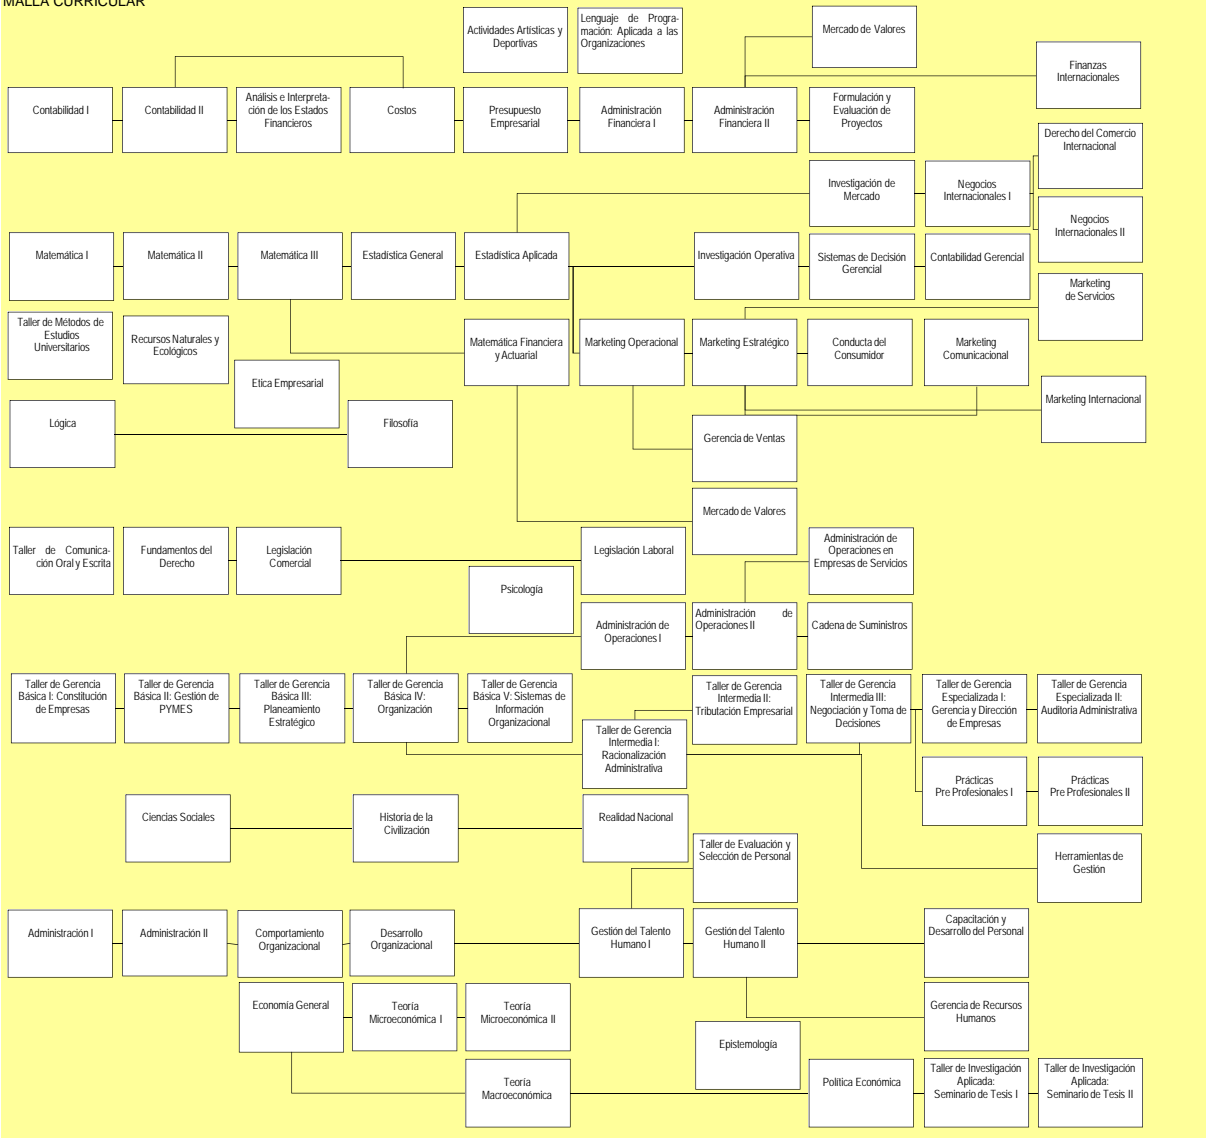 MALLA CURRICULAR
Actividades Artísticas y
Deportivas
Lenguaje de Progra-
mación: Aplicada a las
Organizaciones
Mercado de Valores
Finanzas
Internacionales
Contabilidad I
Contabilidad II
Análisis e Interpreta-
ción de los Estados
Financieros
Costos
Presupuesto
Empresarial
Administración
Financiera I
Administración
Financiera II
Formulación y
Evaluación de
Proyectos
Derecho del Comercio
Internacional
Investigación de
Mercado
Negocios
Internacionales I
Negocios
Internacionales II
Matemática I
Matemática II
Matemática III
Estadística General
Estadística Aplicada
Investigación Operativa
Sistemas de Decisión
Gerencial
Contabilidad Gerencial
Marketing
de Servicios
Taller de Métodos de
Estudios
Universitarios
Recursos Naturales y
Ecológicos
Matemática Financiera
y Actuarial
Marketing Operacional
Marketing Estratégico
Conducta del
Consumidor
Marketing
Comunicacional
Etica Empresarial
Marketing Internacional
Lógica
Filosofía
Gerencia de Ventas
Mercado de Valores
Taller de Comunica-
ción Oral y Escrita
Fundamentos del
Derecho
Legislación
Comercial
Legislación Laboral
Administración de
Operaciones en
Empresas de Servicios
Psicología
Administración de
Operaciones I
Administración de
Operaciones II
Cadena de Suministros
Taller de Gerencia
Básica I: Constitución
de Empresas
Taller de Gerencia
Básica II: Gestión de
PYMES
Taller de Gerencia
Básica III:
Planeamiento
Estratégico
Taller de Gerencia
Básica IV:
Organización
Taller de Gerencia
Básica V: Sistemas de
Información
Organizacional
Taller de Gerencia
Intermedia I:
Racionalización
Administrativa
Taller de Gerencia
Intermedia II:
Tributación Empresarial
Taller de Gerencia
Intermedia III:
Negociación y Toma de
Decisiones
Taller de Gerencia
Especializada I:
Gerencia y Dirección
de Empresas
Taller de Gerencia
Especializada II:
Auditoria Administrativa
Prácticas
Pre Profesionales I
Prácticas
Pre Profesionales II
Ciencias Sociales
Historia de la
Civilización
Realidad Nacional
Taller de Evaluación y
Selección de Personal
Herramientas de
Gestión
Administración I
Administración II
Comportamiento
Organizacional
Desarrollo
Organizacional
Gestión del Talento
Humano I
Gestión del Talento
Humano II
Capacitación y
Desarrollo del Personal
Economía General
Teoría
Microeconómica I
Teoría
Microeconómica II
Gerencia de Recursos
Humanos
Epistemología
Teoría
Macroeconómica
Política Económica
Taller de Investigación
Aplicada:
Seminario de Tesis I
Taller de Investigación
Aplicada:
Seminario de Tesis II